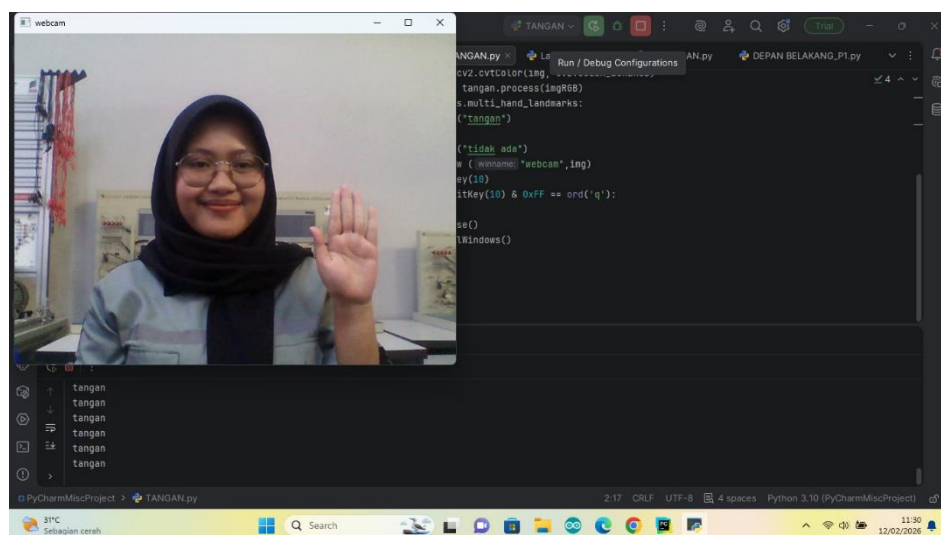 webcam
TANGAN
Trial
ANGAN.py
La
AN.py
DEPAN BELAKANG_P1.py
Run / Debug Configurations
4
tangan.process(imgRGB)
s.multi_hand_landmarks:
("tangan")
("tidak ada")
w ( winname: "webcam",img)
ey(10)
itKey(10) & 0xFF == ord('q'):
se()
lWindows()
tangan
tangan
tangan
tangan
tangan
tangan
PyCharmMiscProject > TANGAN.py
2:17 CRLF UTF-8 4 spaces Python 3.10 (PyCharmMiscProject)
31°C
Sebagian cerah
Search
11:30
12/02/2026